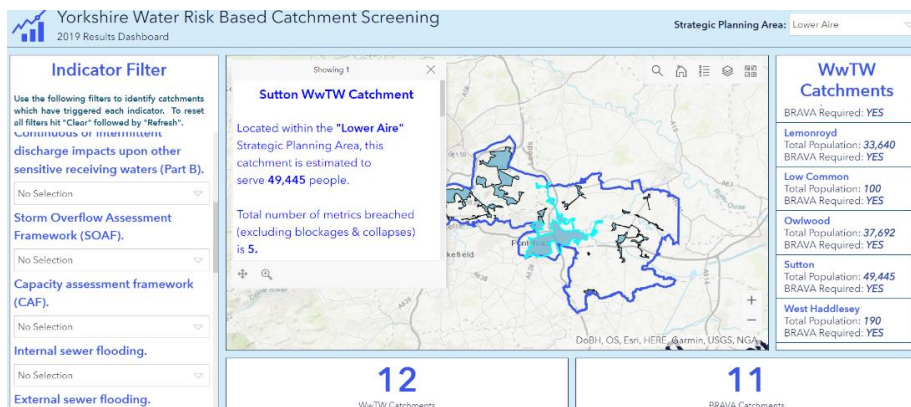 Yorkshire Water Risk Based Catchment Screening
2019 Results Dashboard
Strategic Planning Area: Lower Aire
Indicator Filter
Use the following filters to identify catchments
which have triggered each indicator. To reset
all filters hit "Clear" followed by "Refresh".
Continuous or intermittent
discharge impacts upon other
sensitive receiving waters (Part B).
No Selection
Storm Overflow Assessment
Framework (SOAF).
No Selection
Capacity assessment framework
(CAF).
No Selection
Internal sewer flooding.
No Selection
External sewer flooding.
Showing 1
Sutton WwTW Catchment
Located within the "Lower Aire"
Strategic Planning Area, this
catchment is estimated to
serve 49,445 people.
Total number of metrics breached
(excluding blockages & collapses)
is 5.
DoBH, OS, Esri, HERE, Garmin, USGS, NGA
12
WwTW Catchments
11
BRAVA Catchments
WwTW
Catchments
BRAVA Required: YES
Lemonroyd
Total Population: 33,640
BRAVA Required: YES
Low Common
Total Population: 100
BRAVA Required: YES
Owlwood
Total Population: 37,692
BRAVA Required: YES
Sutton
Total Population: 49,445
BRAVA Required: YES
West Haddlesey
Total Population: 190
BRAVA Required: YES